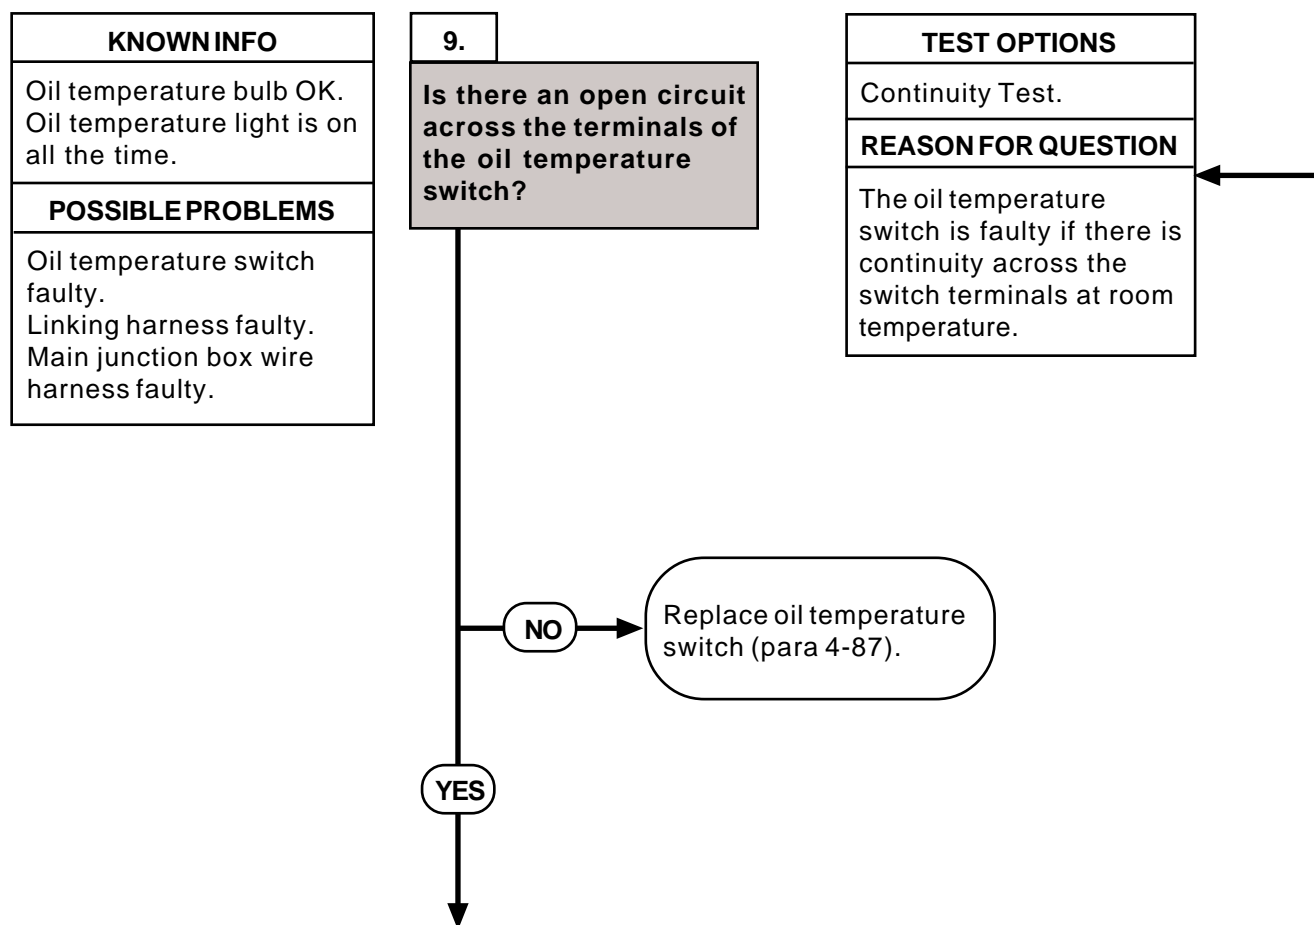 KNOWN INFO
Oil temperature bulb OK.
Oil temperature light is on
all the time.
POSSIBLE PROBLEMS
Oil temperature switch
faulty.
Linking harness faulty.
Main junction box wire
harness faulty.
9.
Is there an open circuit
across the terminals of
the oil temperature
switch?
TEST OPTIONS
Continuity Test.
REASON FOR QUESTION
The oil temperature
switch is faulty if there is
continuity across the
switch terminals at room
temperature.
NO
Replace oil temperature
switch (para 4-87).
YES